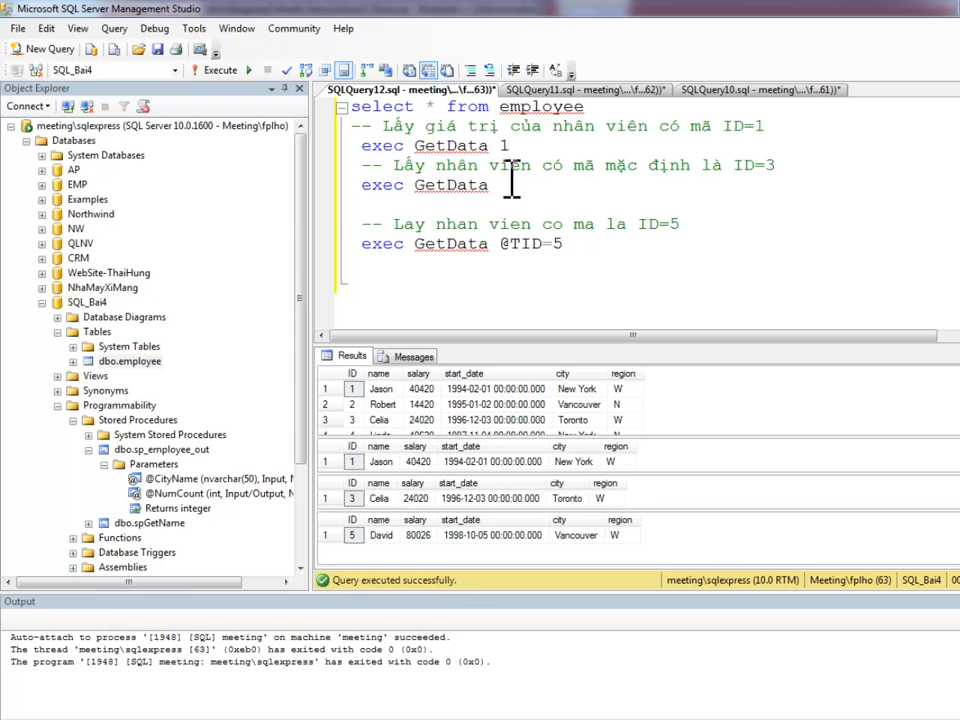 Microsoft SQL Server Management Studio
File Edit View Query Debug Tools Window Community Help
New Query
SQL_Bai4 Execute
Object Explorer
Connect
meeting\sqlexpress (SQL Server 10.0.1600 - Meeting\fplho)
Databases
System Databases
AP
EMP
Examples
Northwind
NW
QLNV
CRM
WebSite-ThaiHung
NhaMayXiMang
SQL_Bai4
Database Diagrams
Tables
System Tables
dbo.employee
Views
Synonyms
Programmability
Stored Procedures
System Stored Procedures
dbo.sp_employee_out
Parameters
@CityName (nvarchar(50), Input, N
@NumCount (int, Input/Output, N
Returns integer
dbo.spGetName
Functions
Database Triggers
Assemblies
SQLQuery12.sql - meeting\...\f...63))* SQLQuery11.sql - meeting\...\f...62))* SQLQuery10.sql - meeting\...\f...61))*
select * from employee
-- Lấy giá trị của nhân viên có mã ID=1
exec GetData 1
-- Lấy nhân viên có mã mặc định là ID=3
exec GetData
-- Lay nhan vien co ma la ID=5
exec GetData @TID=5
Results Messages
ID name salary start_date city region
1 1 Jason 40420 1994-02-01 00:00:00.000 New York W
2 2 Robert 14420 1995-01-02 00:00:00.000 Vancouver N
3 3 Celia 24020 1996-12-03 00:00:00.000 Toronto W
ID name salary start_date city region
1 1 Jason 40420 1994-02-01 00:00:00.000 New York W
ID name salary start_date city region
1 3 Celia 24020 1996-12-03 00:00:00.000 Toronto W
ID name salary start_date city region
1 5 David 80026 1998-10-05 00:00:00.000 Vancouver W
Query executed successfully. meeting\sqlexpress (10.0 RTM) Meeting\fplho (63) SQL_Bai4 00
Output
Auto-attach to process '[1948] [SQL] meeting' on machine 'meeting' succeeded.
The thread 'meeting\sqlexpress [63]' (0xeb0) has exited with code 0 (0x0).
The program '[1948] [SQL] meeting: meeting\sqlexpress' has exited with code 0 (0x0).